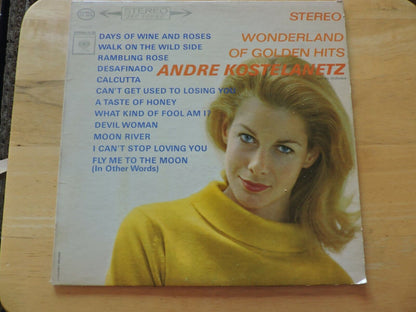 STEREO
STEREO
WONDERLAND
OF GOLDEN HITS
ANDRE KOSTELANETZ
DAYS OF WINE AND ROSES
WALK ON THE WILD SIDE
RAMBLING ROSE
DESAFINADO
CALCUTTA
CAN'T GET USED TO LOSING YOU
A TASTE OF HONEY
WHAT KIND OF FOOL AM I?
DEVIL WOMAN
MOON RIVER
I CAN'T STOP LOVING YOU
FLY ME TO THE MOON
(In Other Words)